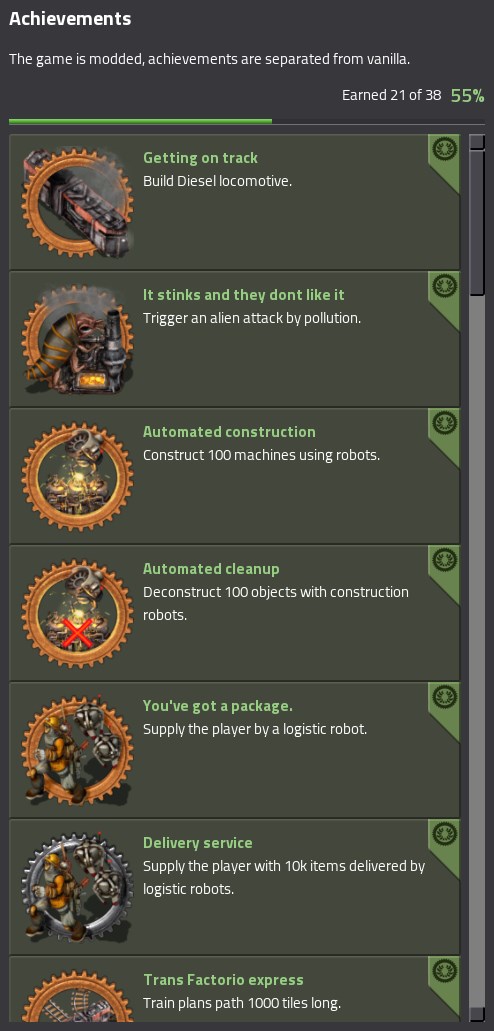 Achievements
The game is modded, achievements are separated from vanilla.
Earned 21 of 38 55%
Getting on track
Build Diesel locomotive.
It stinks and they dont like it
Trigger an alien attack by pollution.
Automated construction
Construct 100 machines using robots.
Automated cleanup
Deconstruct 100 objects with construction
robots.
You've got a package.
Supply the player by a logistic robot.
Delivery service
Supply the player with 10k items delivered by
logistic robots.
Trans Factorio express
Train plans path 1000 tiles long.